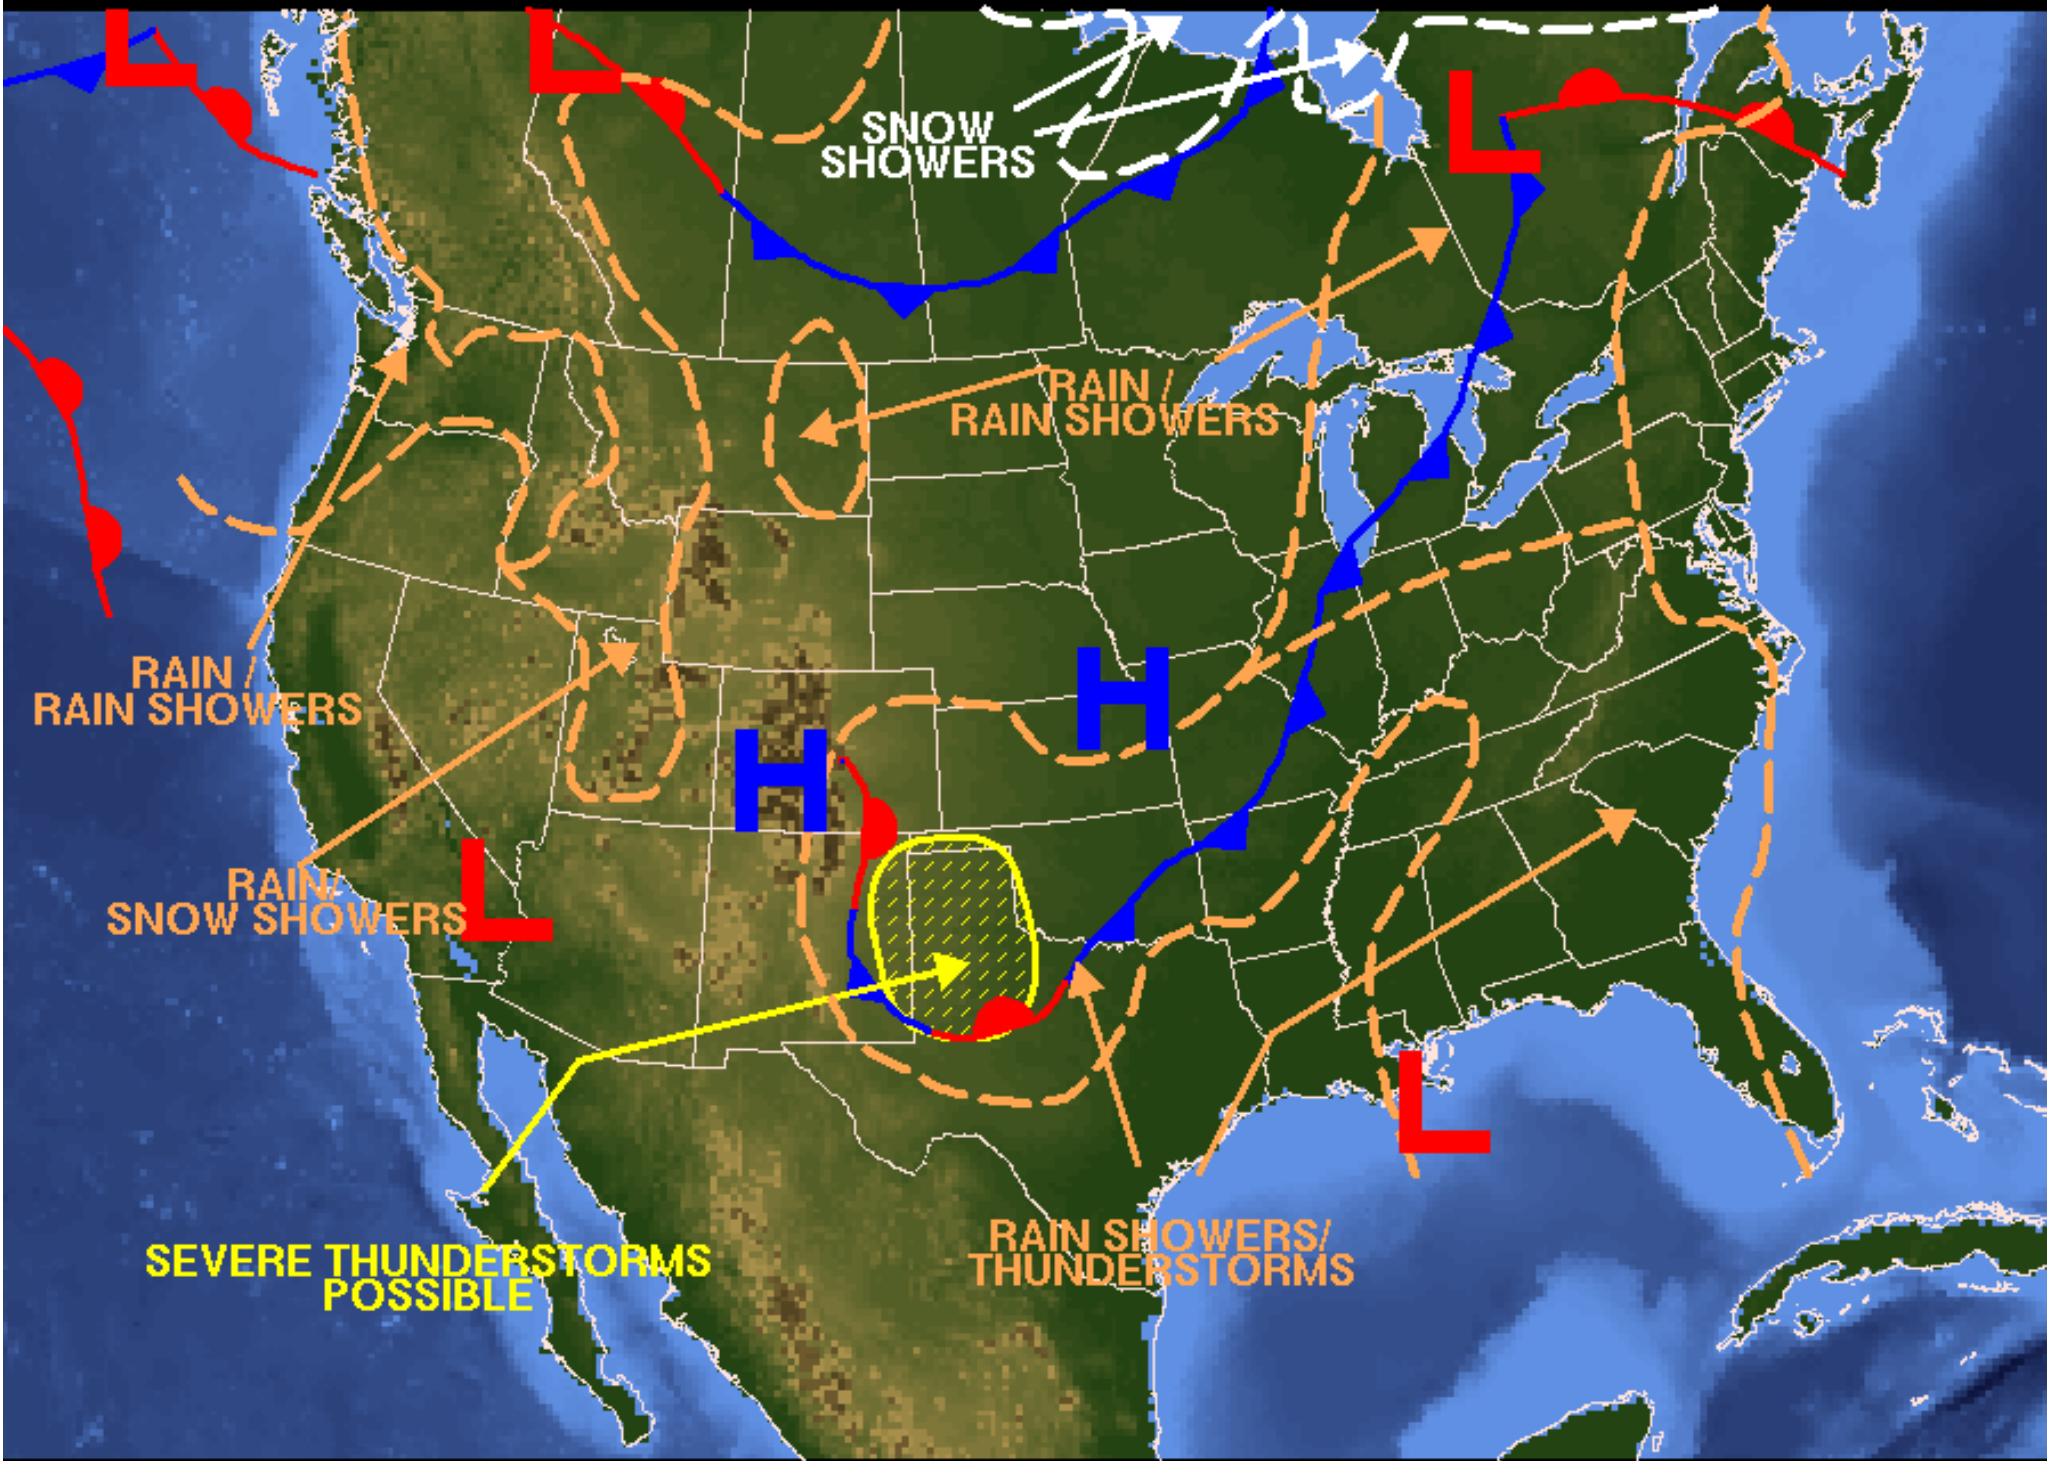 L
L
L
SNOW
SHOWERS
RAIN /
RAIN SHOWERS
RAIN /
RAIN SHOWERS
H
H
RAIN/
SNOW SHOWERS
L
L
RAIN SHOWERS/
THUNDERSTORMS
SEVERE THUNDERSTORMS
POSSIBLE